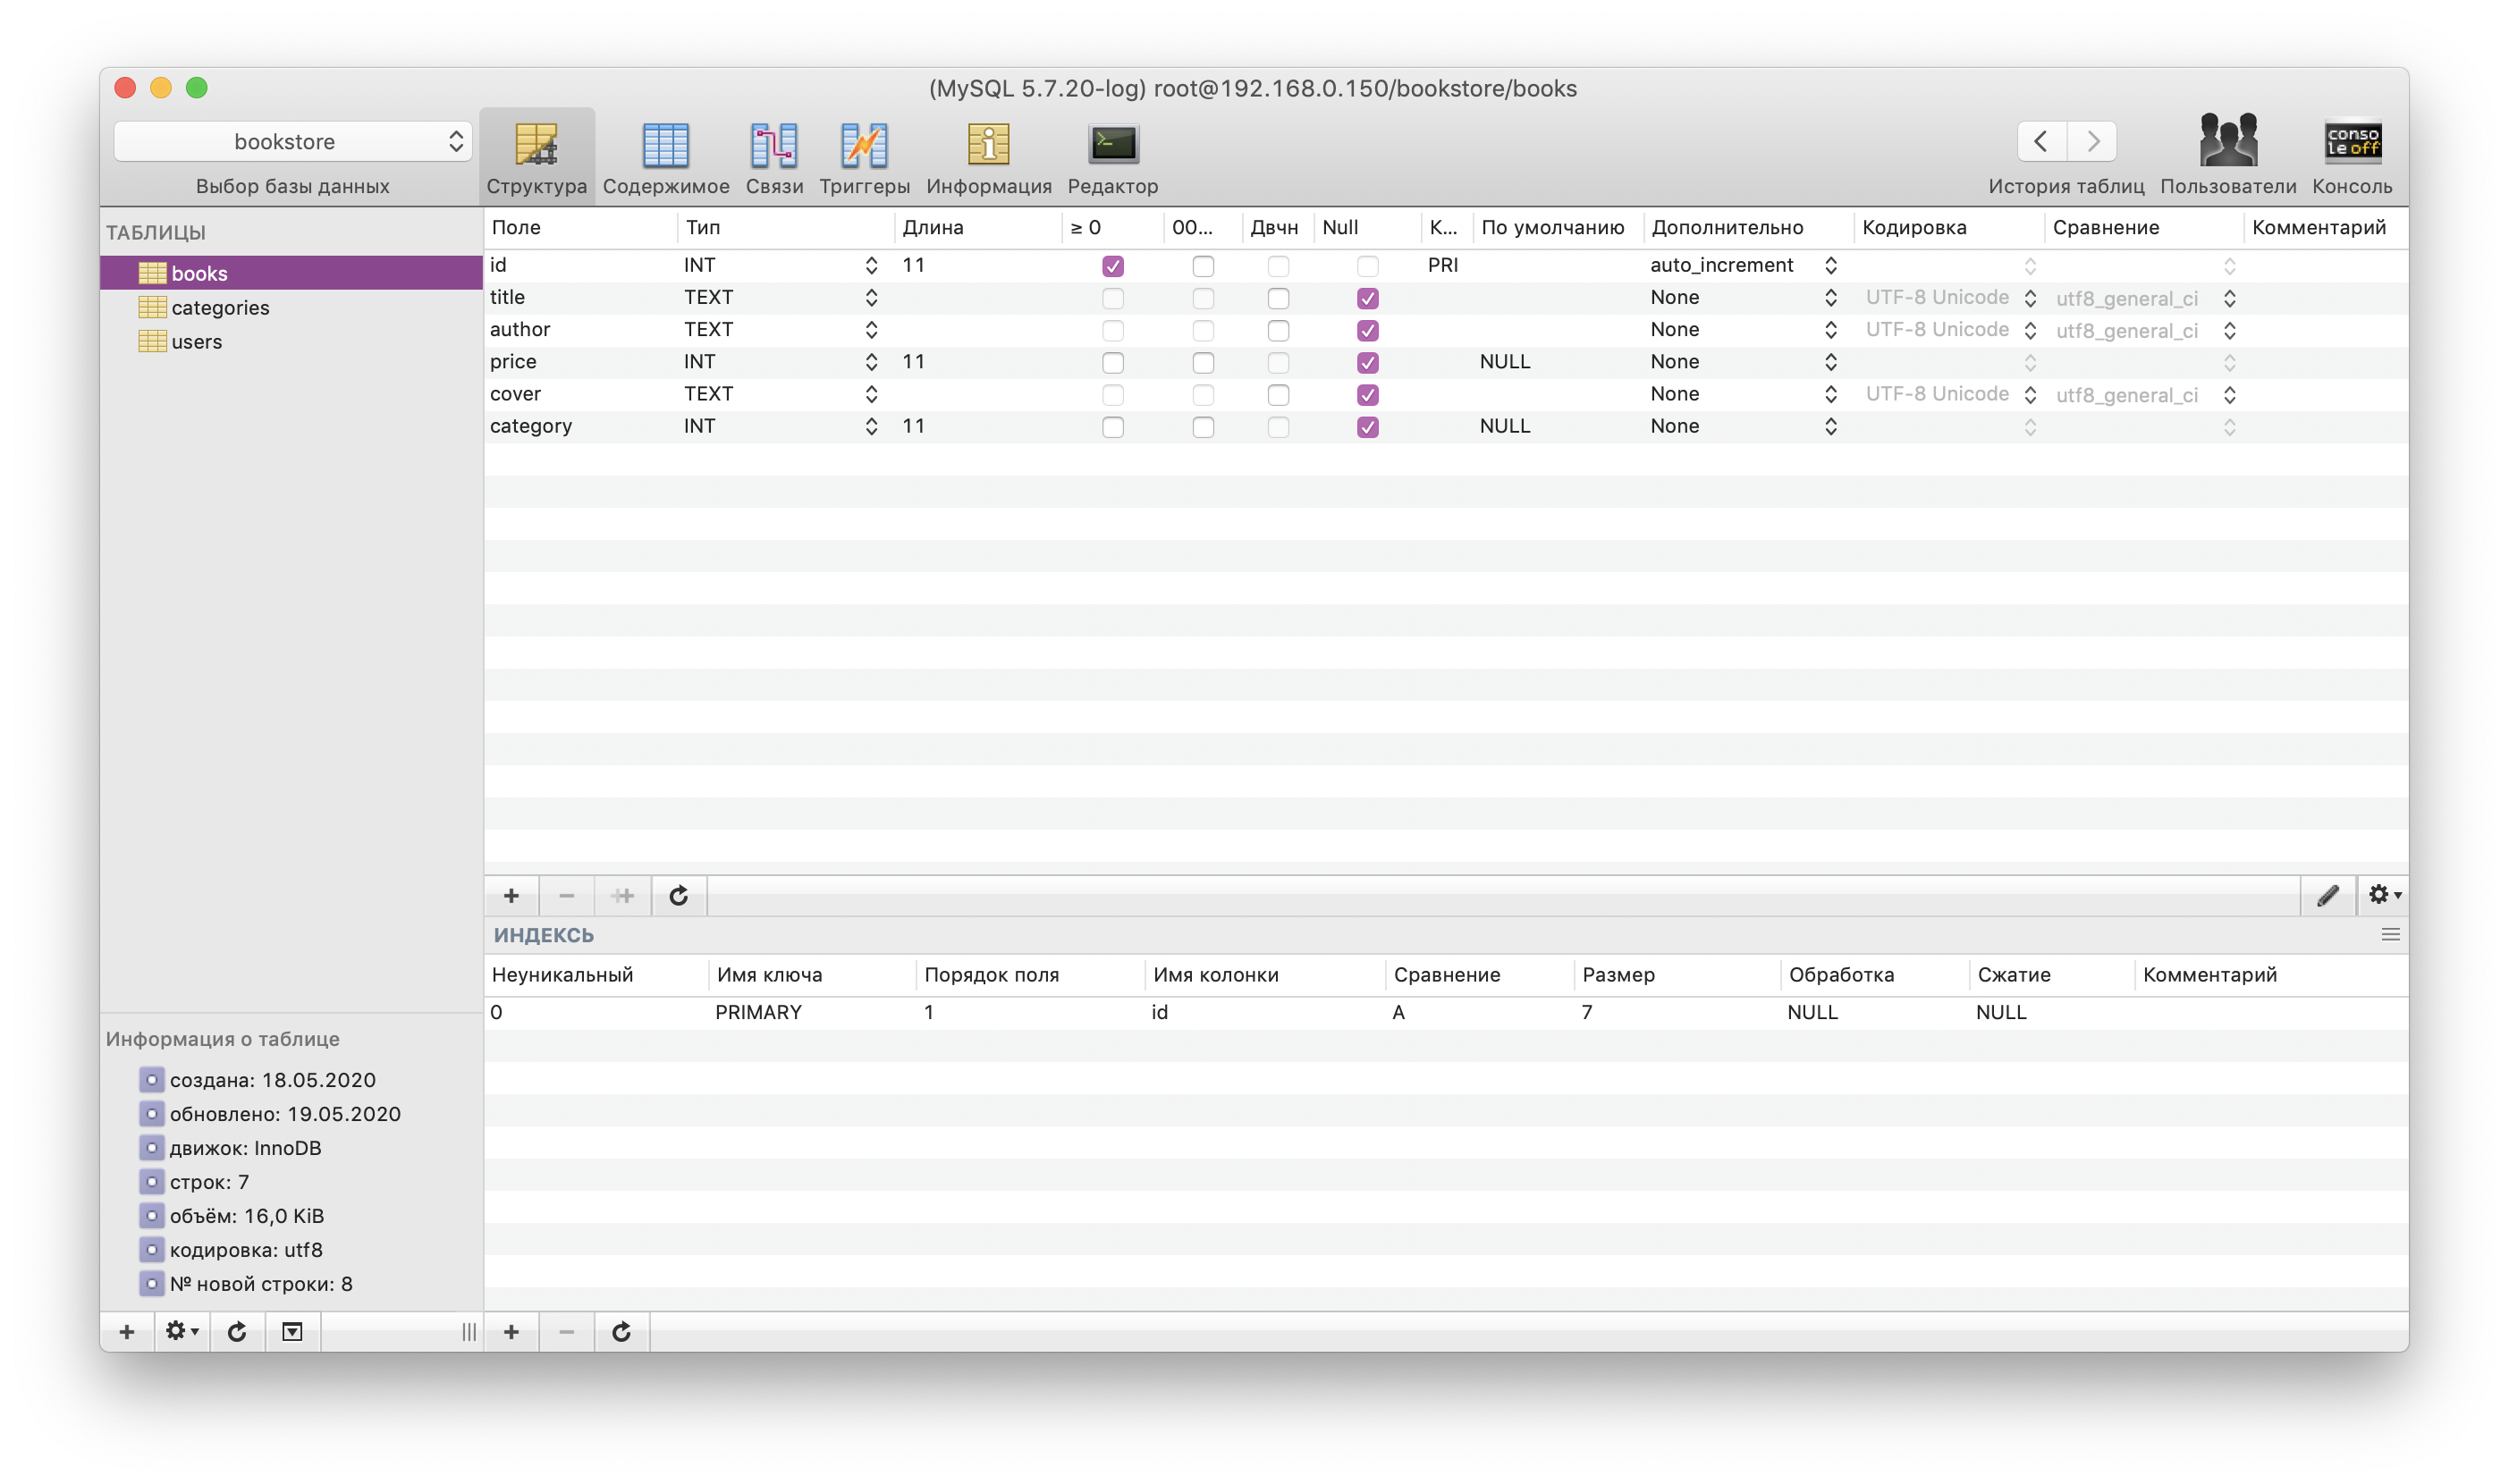 (MySQL 5.7.20-log) root@192.168.0.150/bookstore/books
bookstore
conso
le off
Выбор базы данных Структура Содержимое Связи Триггеры Информация Редактор История таблиц Пользователи Консоль
ТАБЛИЦЫ
books
categories
users
Поле Тип Длина ≥ 0 00... Двчн Null К... По умолчанию Дополнительно Кодировка Сравнение Комментарий
id INT 11 PRI auto_increment
title TEXT None UTF-8 Unicode utf8_general_ci
author TEXT None UTF-8 Unicode utf8_general_ci
price INT 11 NULL None
cover TEXT None UTF-8 Unicode utf8_general_ci
category INT 11 NULL None
ИНДЕКСЬ
Неуникальный Имя ключа Порядок поля Имя колонки Сравнение Размер Обработка Сжатие Комментарий
0 PRIMARY 1 id A 7 NULL NULL
Информация о таблице
создана: 18.05.2020
обновлено: 19.05.2020
движок: InnoDB
строк: 7
объём: 16,0 KiB
кодировка: utf8
№ новой строки: 8